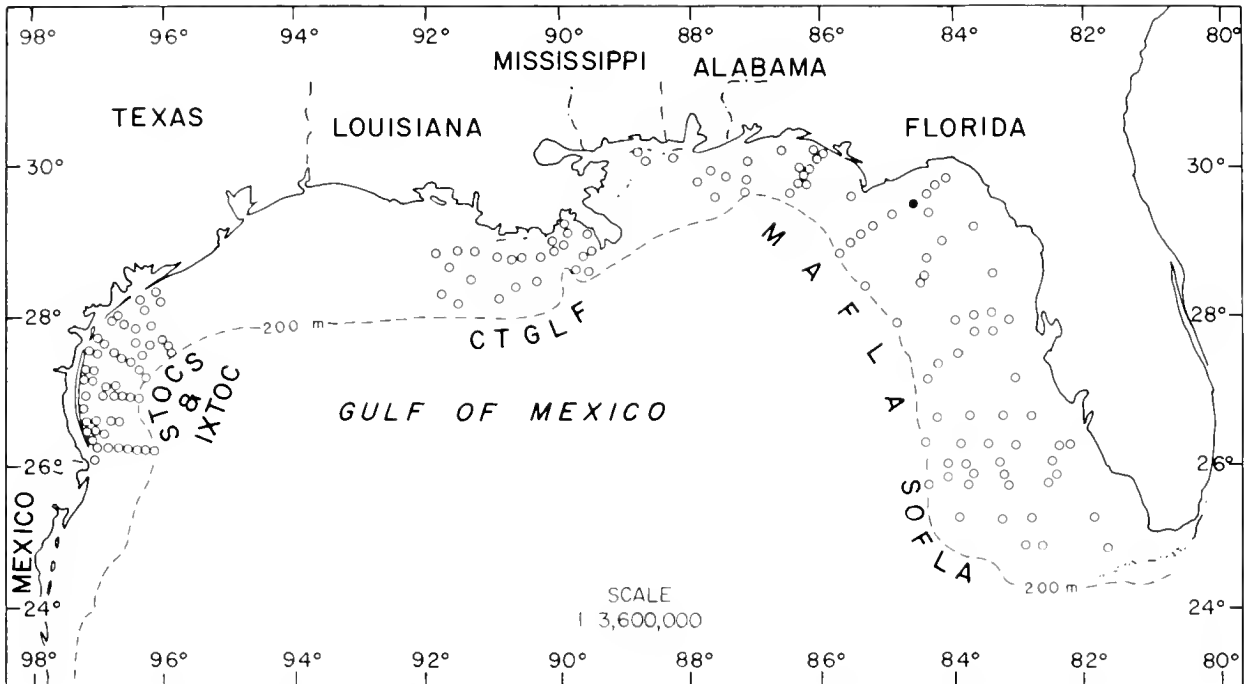 98° 96° 94° 92° 90° 88° 86° 84° 82° 80°
MISSISSIPPI
ALABAMA
TEXAS
LOUISIANA
FLORIDA
30°
30°
28°
28°
26°
26°
24°
24°
200 m
CTGLF
MAFLA
STOCS
&
IXTOC
GULF OF MEXICO
SOFLA
MEXICO
200 m
SCALE
1 3,600,000
98° 96° 94° 92° 90° 88° 86° 84° 82° 80°